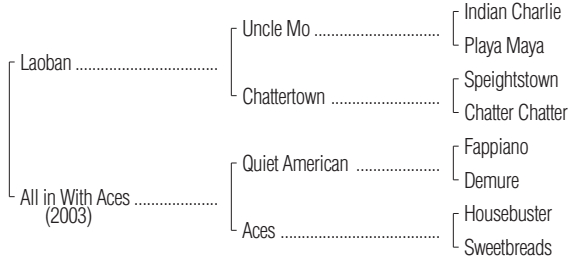 Indian Charlie
Uncle Mo ................................
Playa Maya
Laoban ....................................
Speightstown
Chattertown ............................
Chatter Chatter
Fappiano
Quiet American .....................
Demure
All in With Aces .....................
(2003)
Housebuster
Aces .........................................
Sweetbreads